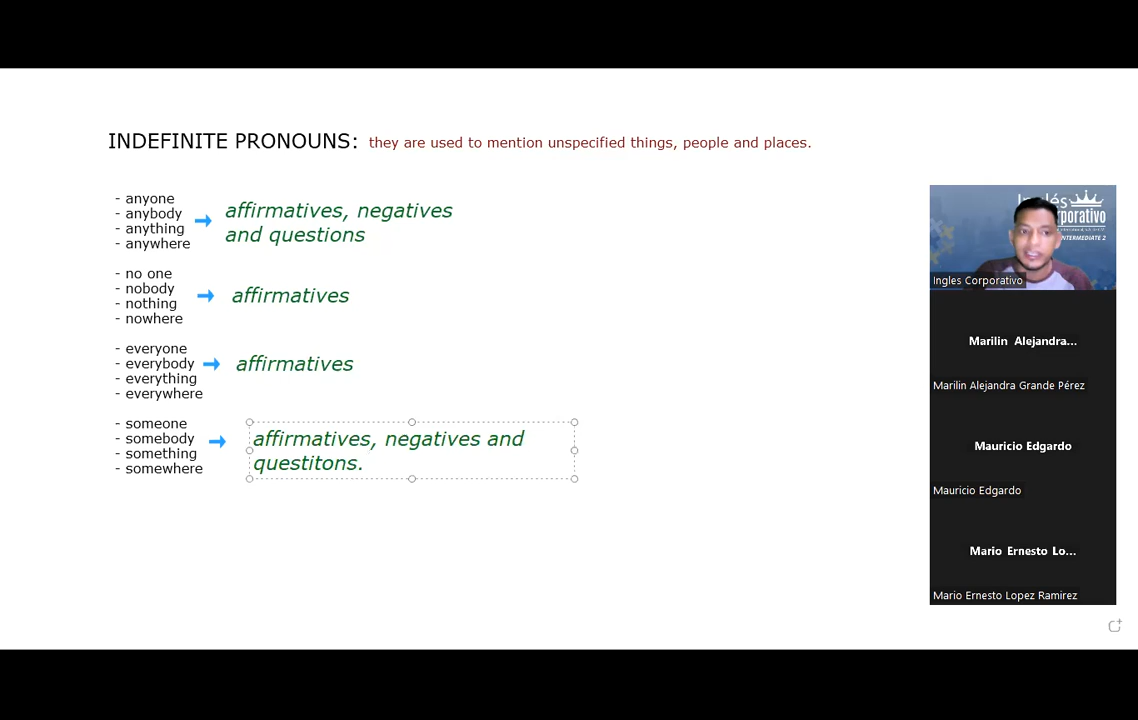 INDEFINITE PRONOUNS: they are used to mention unspecified things, people and places.
- anyone
- anybody
- anything
- anywhere
affirmatives, negatives
and questions
- no one
- nobody
- nothing
- nowhere
affirmatives
- everyone
- everybody
- everything
- everywhere
affirmatives
- someone
- somebody
- something
- somewhere
affirmatives, negatives and
questitons.
Inglés
INTERMEDIATE 2
Ingles Corporativo
Marilin Alejandra...
Marilin Alejandra Grande Pérez
Mauricio Edgardo
Mauricio Edgardo
Mario Ernesto Lo...
Mario Ernesto Lopez Ramirez